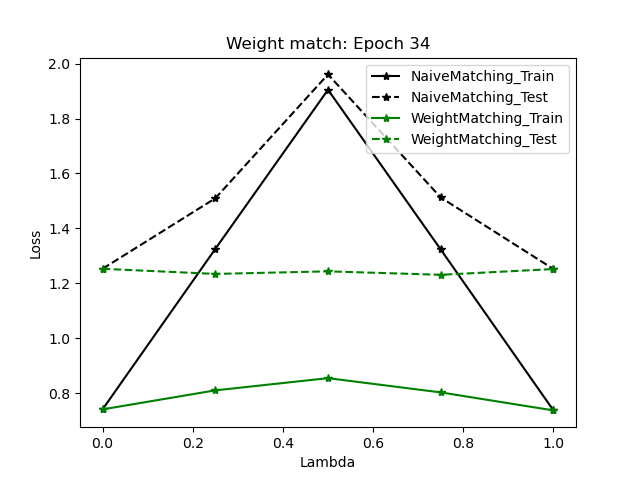 Weight match: Epoch 34
2.0
1.8
1.6
1.4
1.2
1.0
0.8
Loss
NaiveMatching_Train
NaiveMatching_Test
WeightMatching_Train
WeightMatching_Test
0.0 0.2 0.4 0.6 0.8 1.0
Lambda